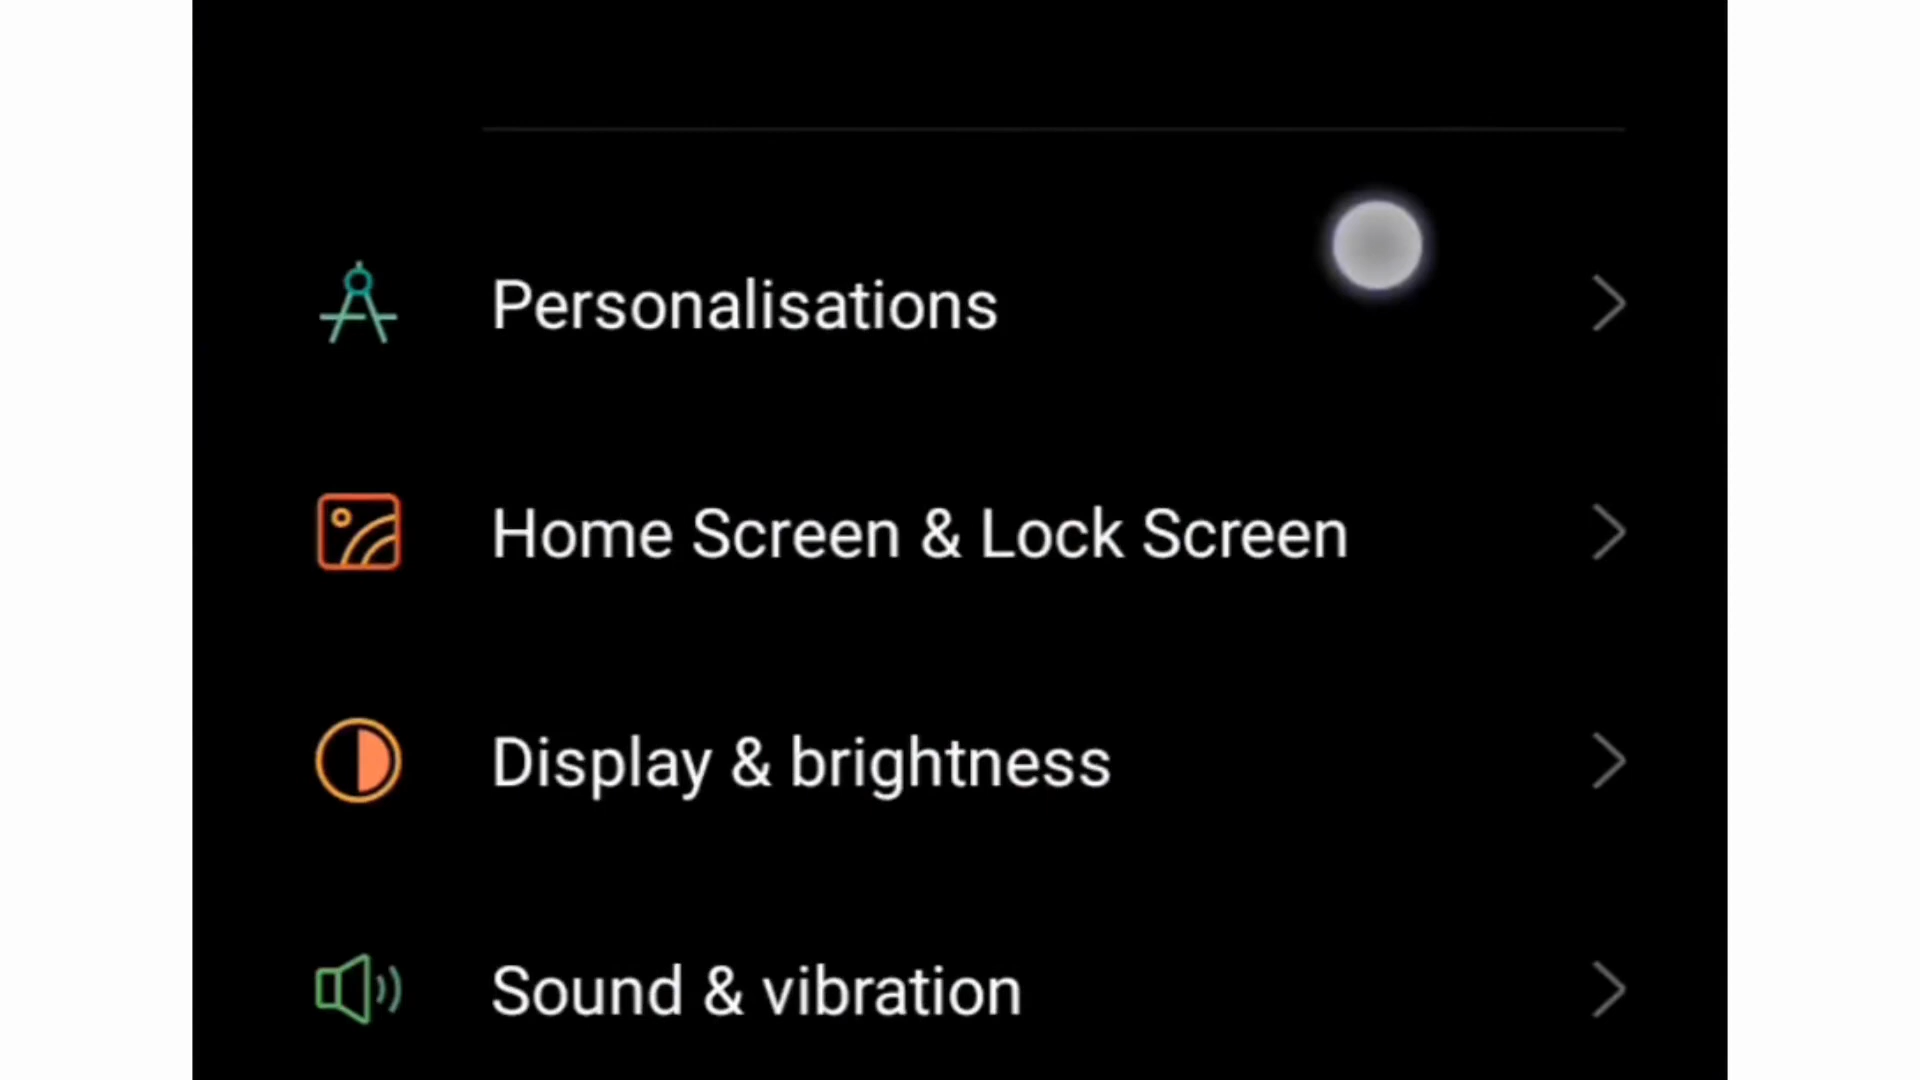 Personalisations
Home Screen & Lock Screen
Display & brightness
Sound & vibration